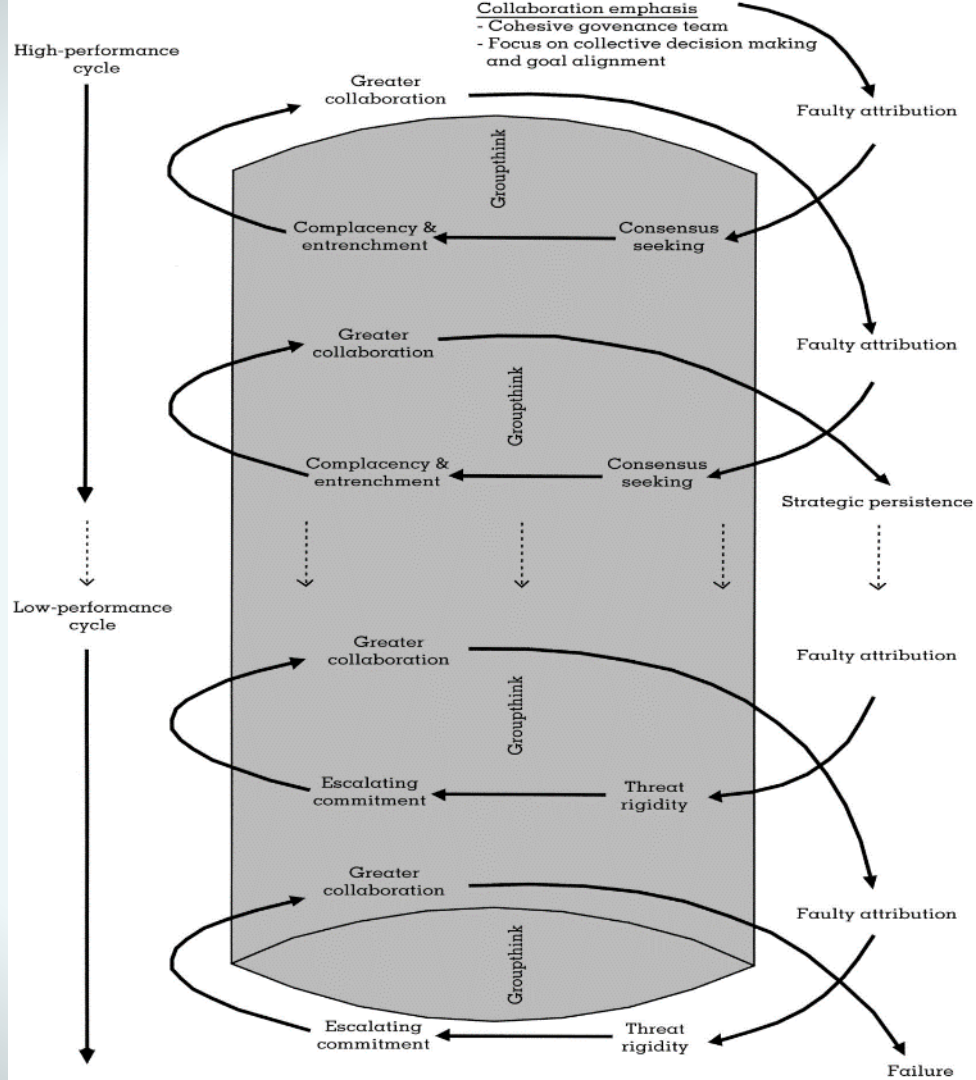 Collaboration emphasis
- Cohesive govenance team
- Focus on collective decision making
and goal alignment
High-performance
cycle
Greater
collaboration
Faulty attribution
Groupthink
Complacency &
entrenchment
Consensus
seeking
Greater
collaboration
Faulty attribution
Groupthink
Complacency &
entrenchment
Consensus
seeking
Strategic persistence
Low-performance
cycle
Greater
collaboration
Faulty attribution
Groupthink
Escalating
commitment
Threat
rigidity
Greater
collaboration
Faulty attribution
Groupthink
Escalating
commitment
Threat
rigidity
Failure